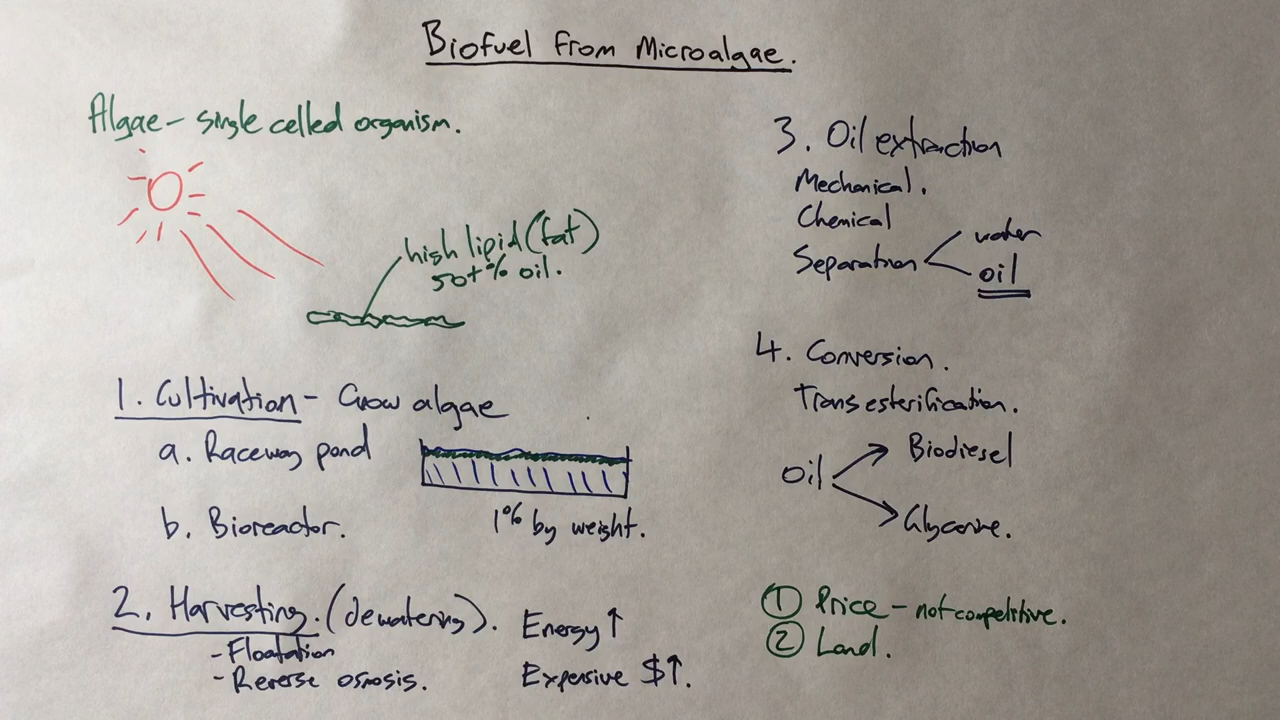 Biofuel from Microalgae.
Algae - single celled organism.
high lipid (fat)
50+% oil.
1. Cultivation - Grow algae
a. Raceway pond
b. Bioreactor.
1% by weight.
2. Harvesting. (dewatering).
- Floatation
- Reverse osmosis.
Energy ↑
Expensive $↑.
3. Oil extraction
Mechanical.
Chemical
Separation
water
oil
4. Conversion.
Transesterification.
Oil
Biodiesel
Glycerine.
① Price - not competitive.
② Land.